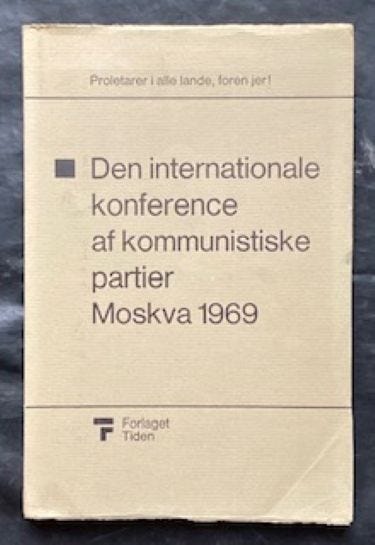 Proletarer i alle lande, foren jer!
Den internationale
konference
af kommunistiske
partier
Moskva 1969
Forlaget
Tiden